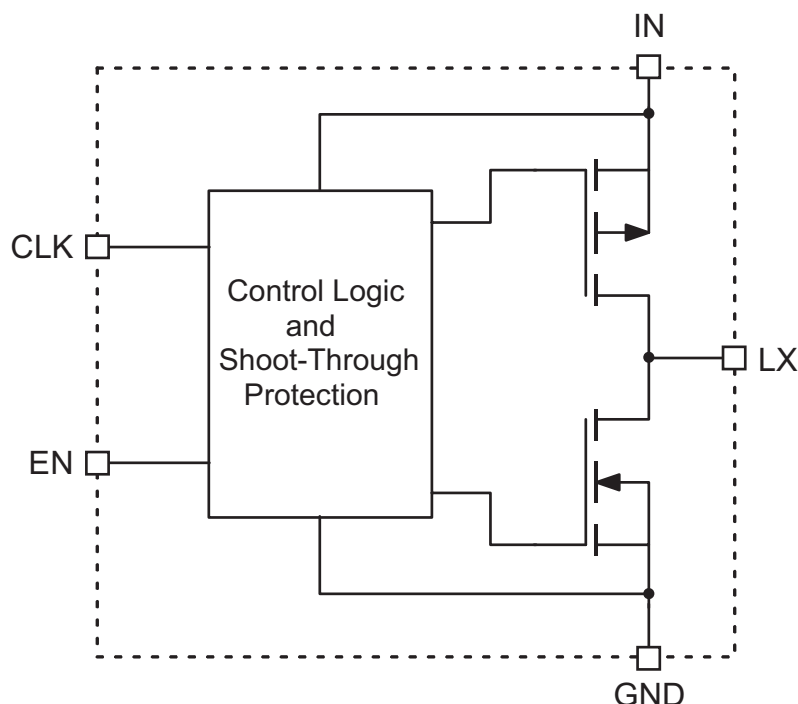 IN
CLK
Control Logic
and
Shoot-Through
Protection
LX
EN
GND